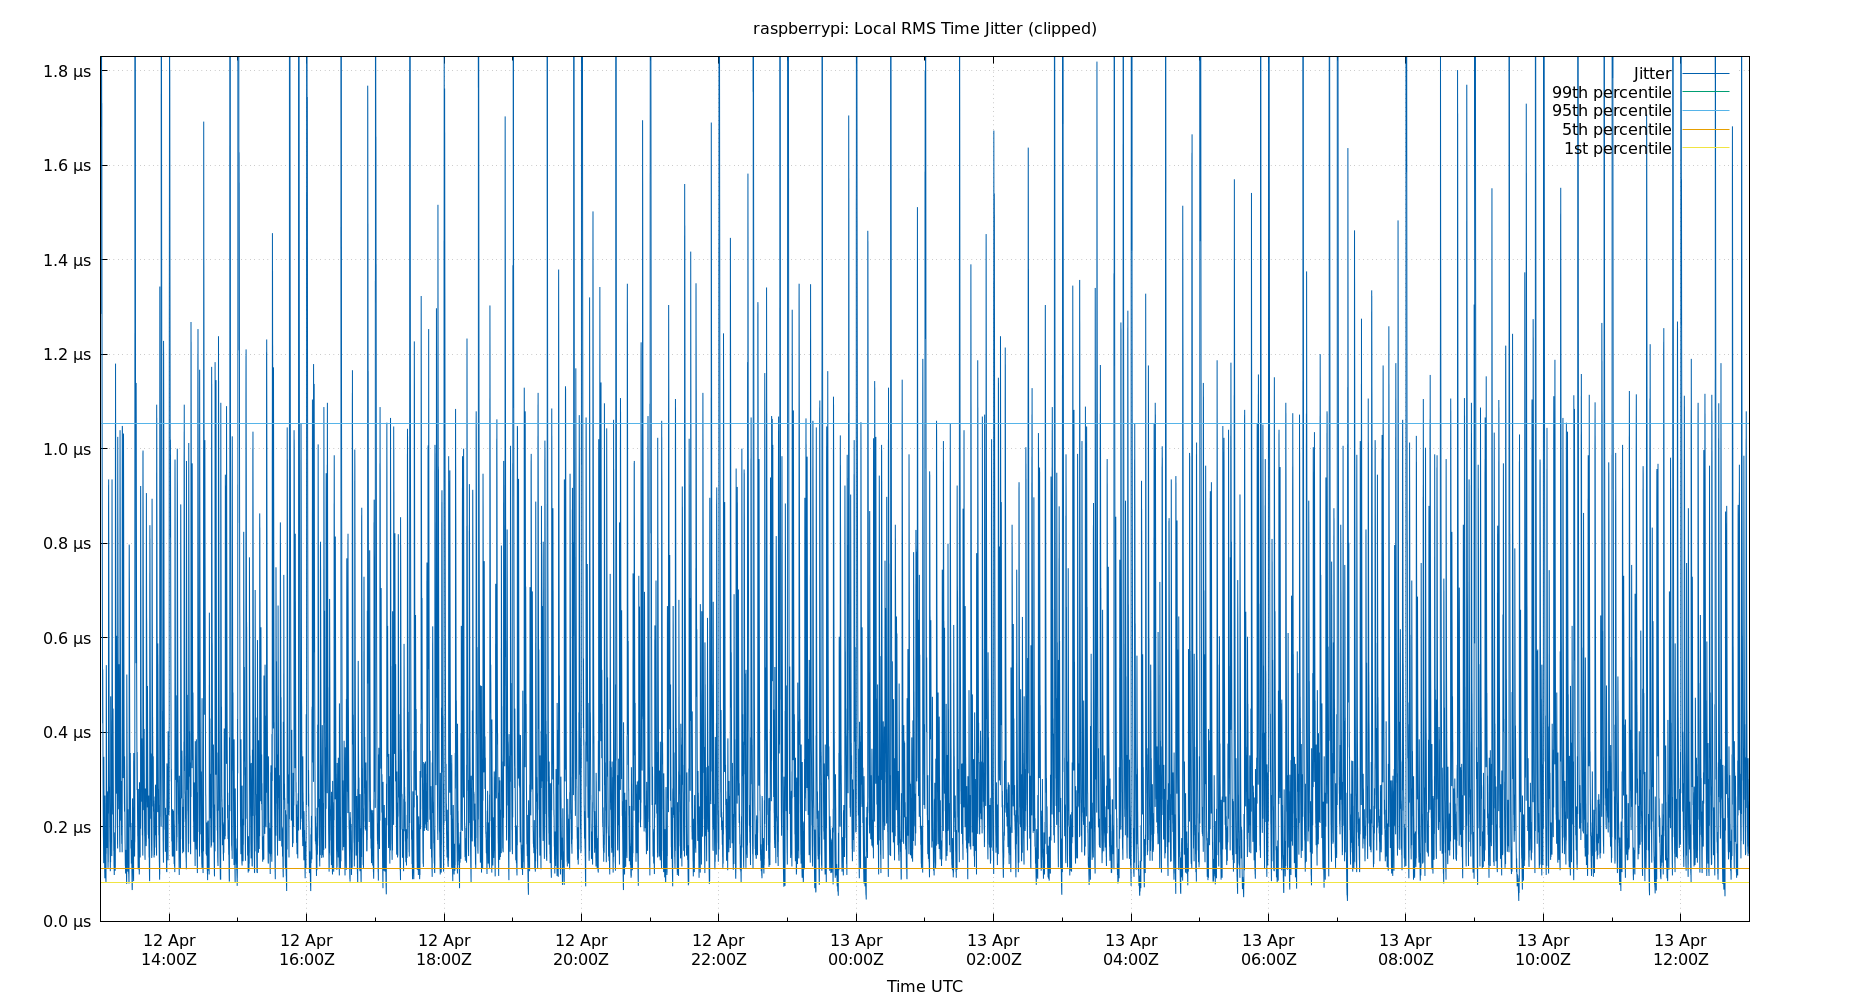 raspberrypi: Local RMS Time Jitter (clipped)
1.8 μs
1.6 μs
1.4 μs
1.2 μs
1.0 μs
0.8 μs
0.6 μs
0.4 μs
0.2 μs
0.0 μs
Jitter
99th percentile
95th percentile
5th percentile
1st percentile
12 Apr
14:00Z
12 Apr
16:00Z
12 Apr
18:00Z
12 Apr
20:00Z
12 Apr
22:00Z
13 Apr
00:00Z
13 Apr
02:00Z
13 Apr
04:00Z
13 Apr
06:00Z
13 Apr
08:00Z
13 Apr
10:00Z
13 Apr
12:00Z
Time UTC